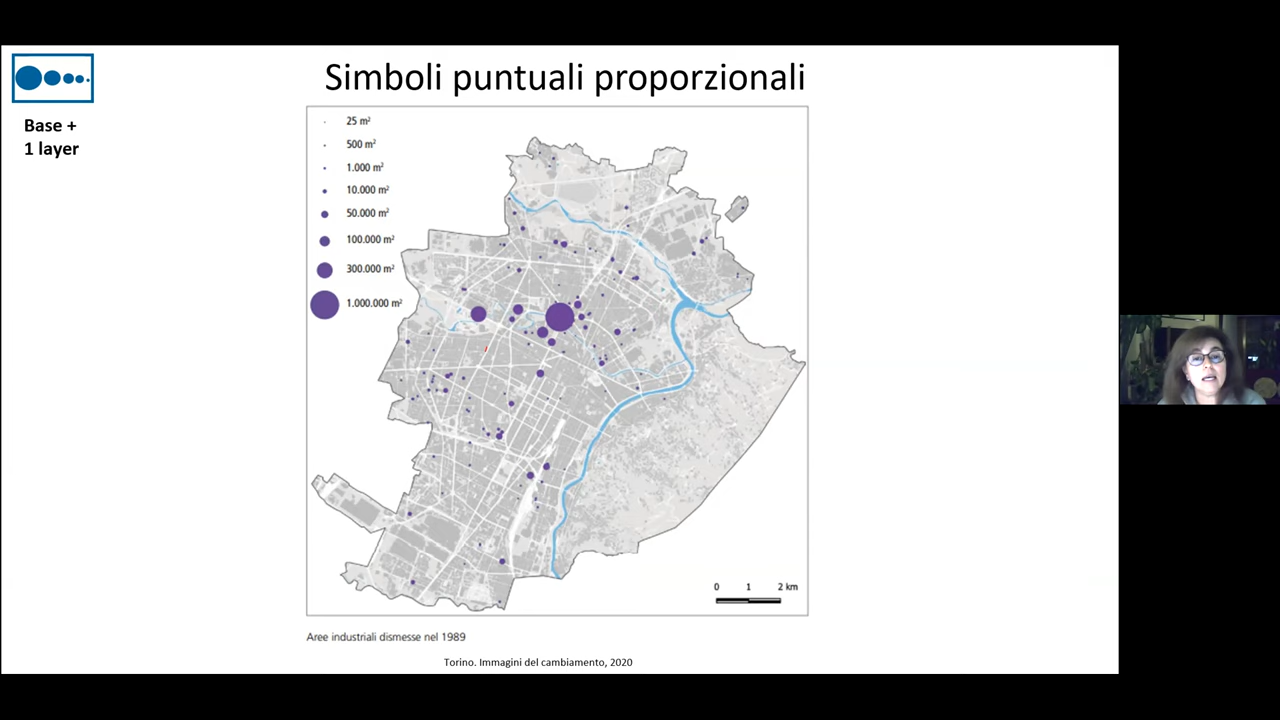 Simboli puntuali proporzionali
Base +
1 layer
25 m²
500 m²
1.000 m²
10.000 m²
50.000 m²
100.000 m²
300.000 m²
1.000.000 m²
0 1 2 km
Aree industriali dismesse nel 1989
Torino. Immagini del cambiamento, 2020